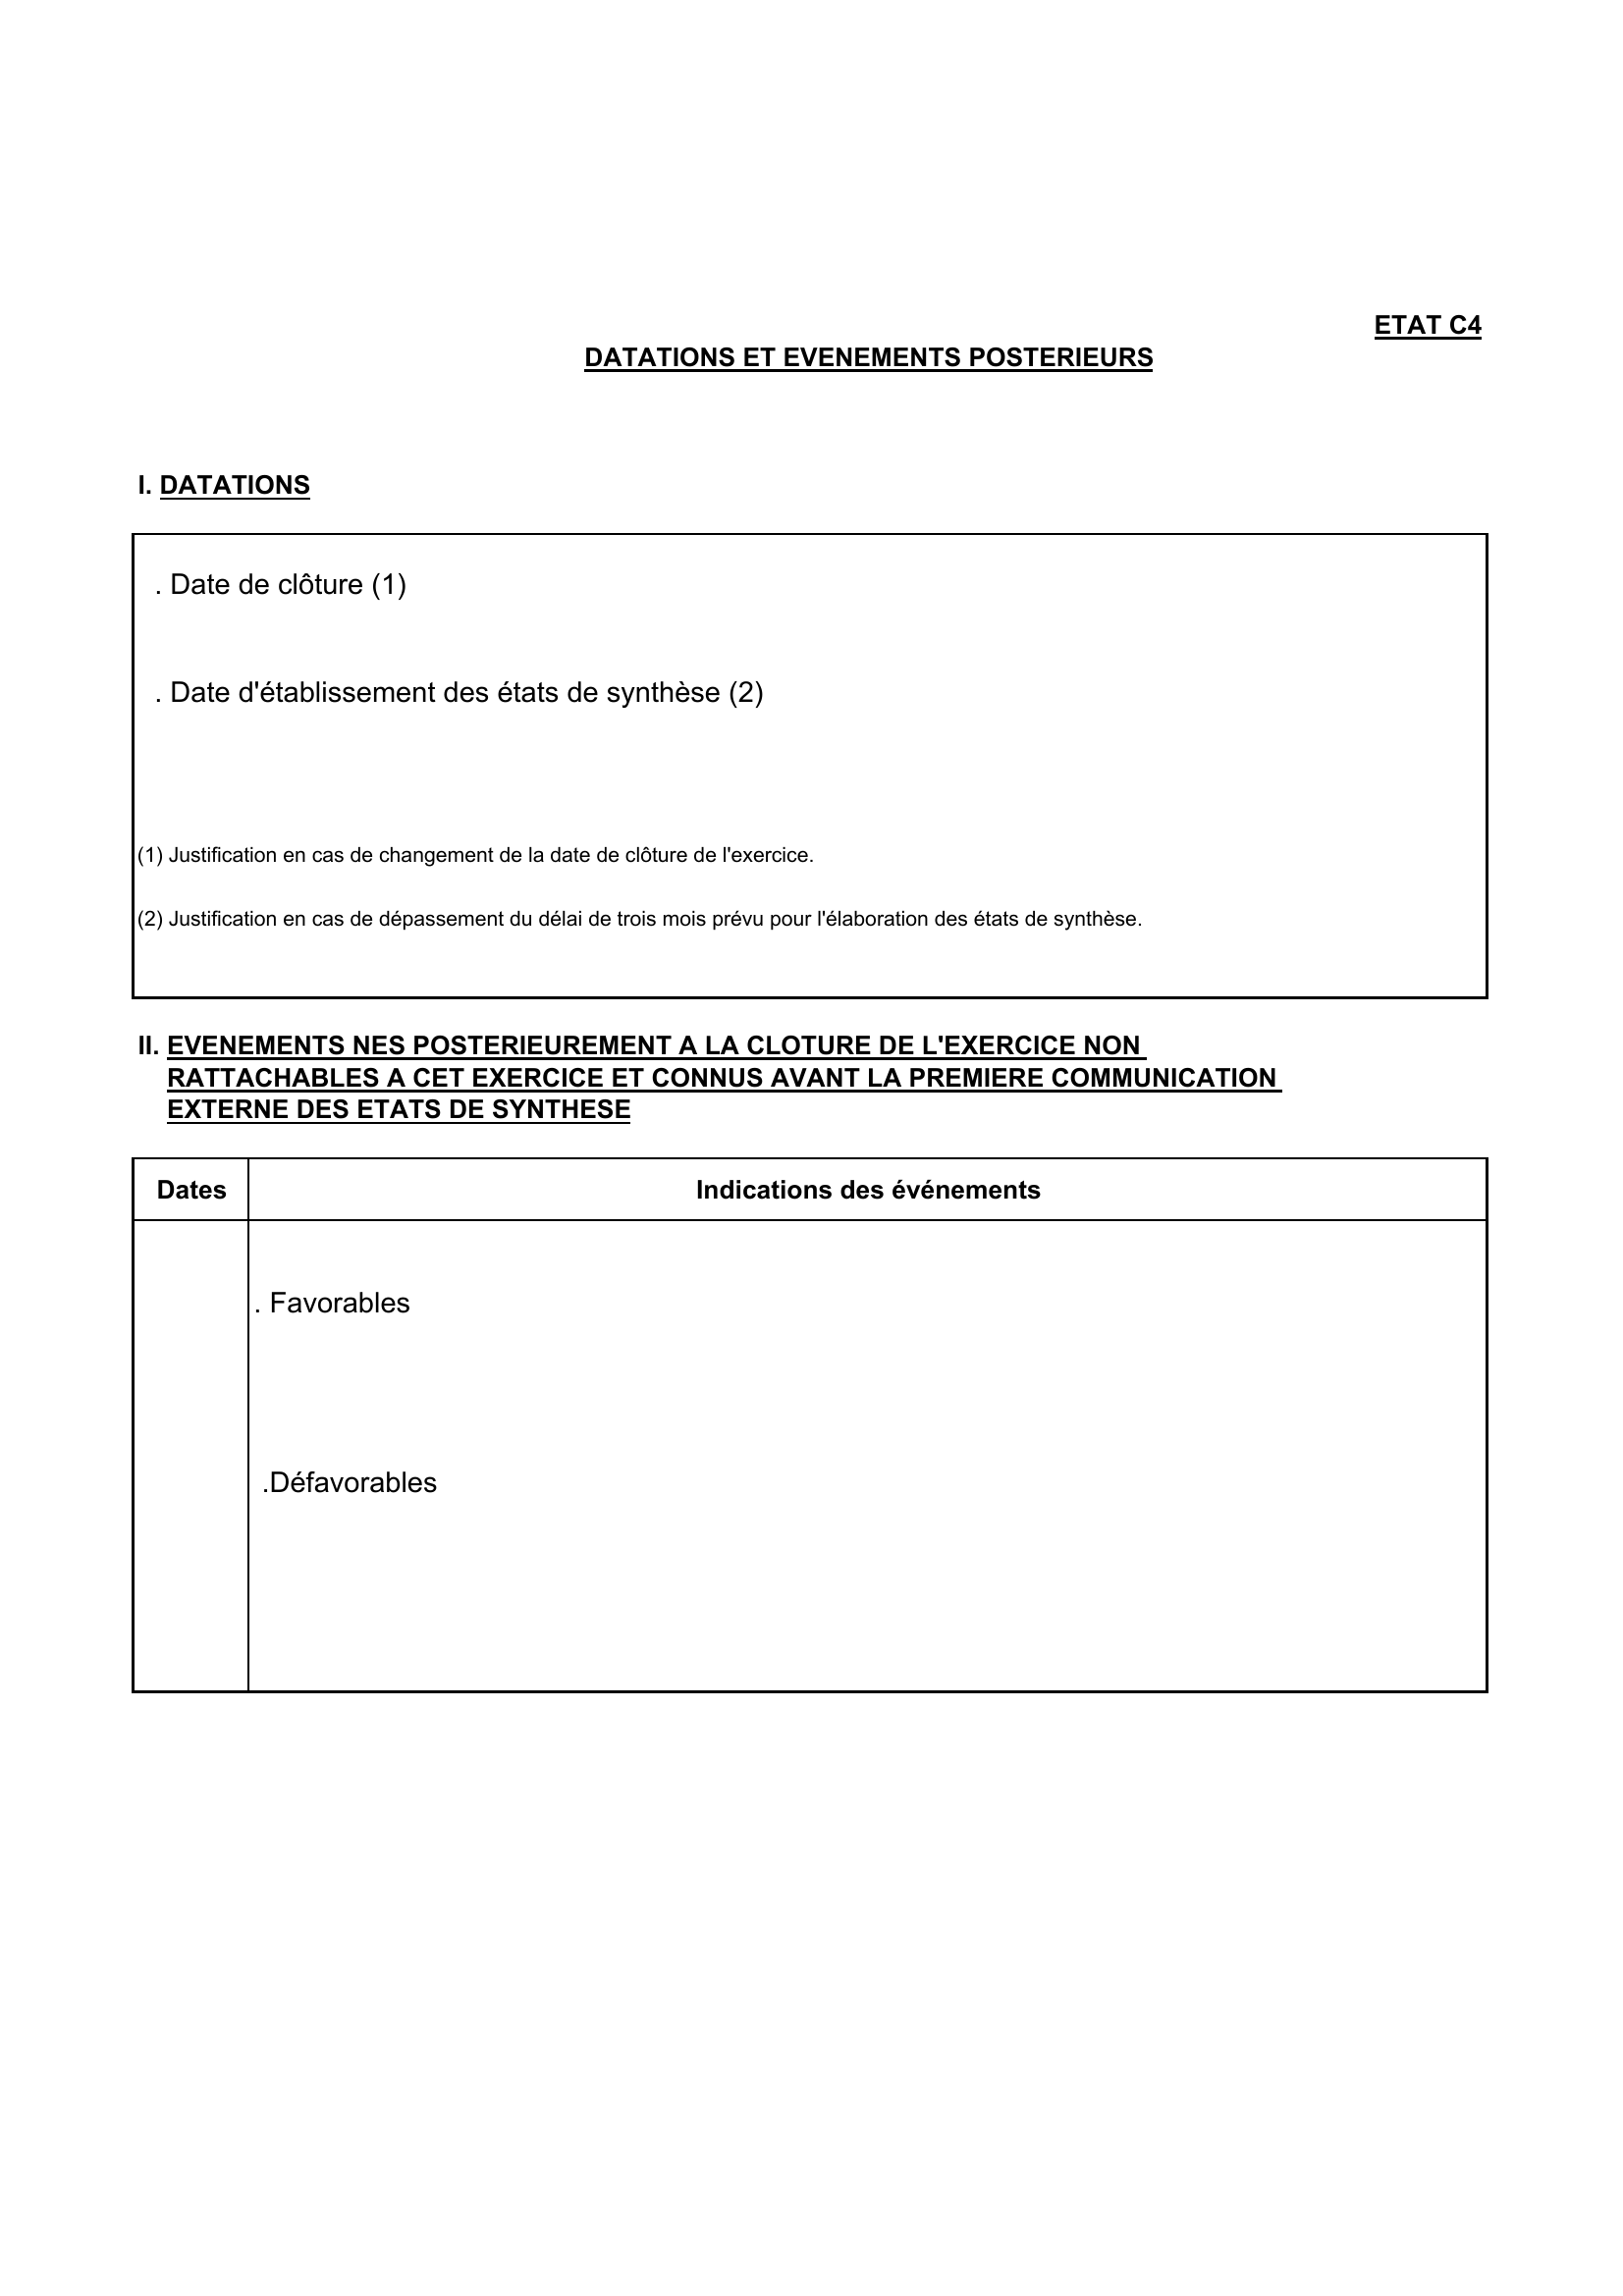 ETAT C4
DATATIONS ET EVENEMENTS POSTERIEURS
I. DATATIONS
. Date de clôture (1)
. Date d'établissement des états de synthèse (2)
(1) Justification en cas de changement de la date de clôture de l'exercice.
(2) Justification en cas de dépassement du délai de trois mois prévu pour l'élaboration des états de synthèse.
II. EVENEMENTS NES POSTERIEUREMENT A LA CLOTURE DE L'EXERCICE NON
RATTACHABLES A CET EXERCICE ET CONNUS AVANT LA PREMIERE COMMUNICATION
EXTERNE DES ETATS DE SYNTHESE
Dates Indications des événements
. Favorables
.Défavorables